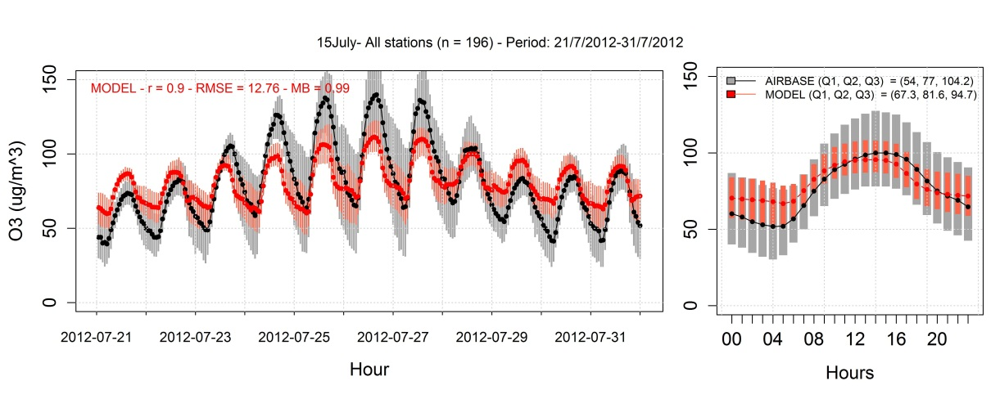 15July- All stations (n = 196) - Period: 21/7/2012-31/7/2012
MODEL - r = 0.9 - RMSE = 12.76 - MB = 0.99
O3 (ug/m^3)
150
100
50
0
2012-07-21 2012-07-23 2012-07-25 2012-07-27 2012-07-29 2012-07-31
Hour
AIRBASE (Q1, Q2, Q3) = (54, 77, 104.2)
MODEL (Q1, Q2, Q3) = (67.3, 81.6, 94.7)
150
100
50
0
00 04 08 12 16 20
Hours